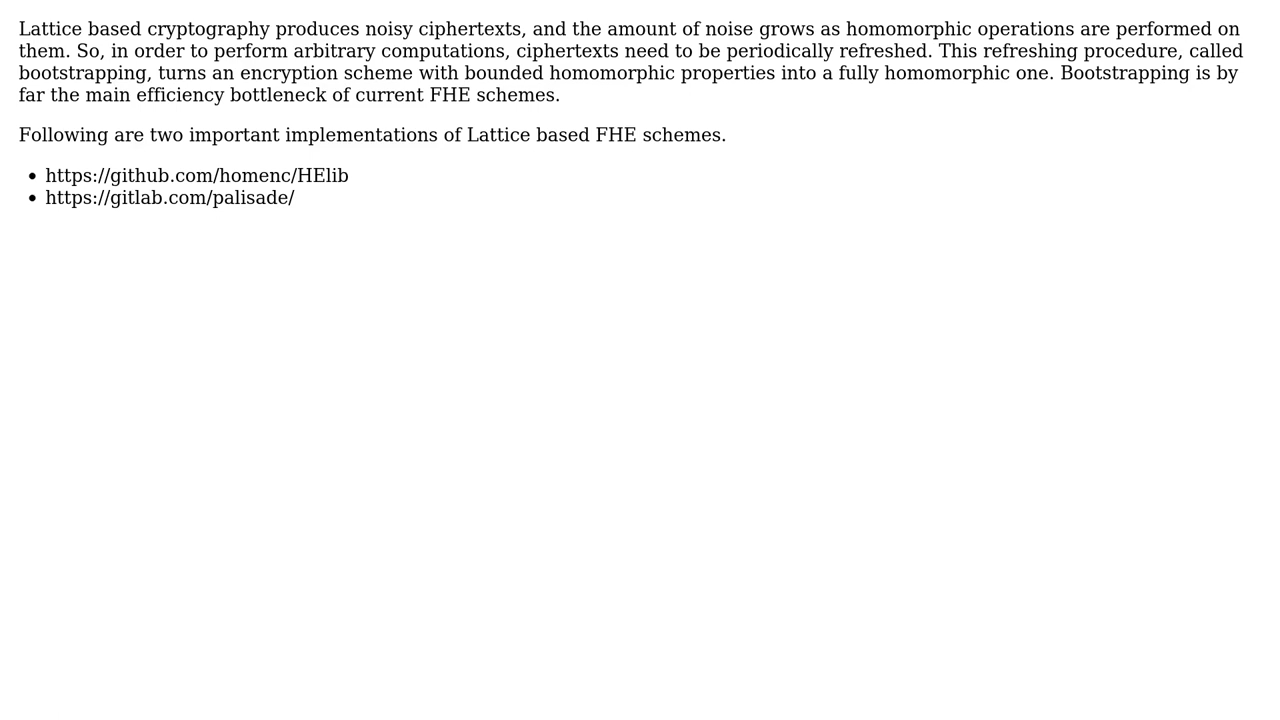 Lattice based cryptography produces noisy ciphertexts, and the amount of noise grows as homomorphic operations are performed on
them. So, in order to perform arbitrary computations, ciphertexts need to be periodically refreshed. This refreshing procedure, called
bootstrapping, turns an encryption scheme with bounded homomorphic properties into a fully homomorphic one. Bootstrapping is by
far the main efficiency bottleneck of current FHE schemes.
Following are two important implementations of Lattice based FHE schemes.
• https://github.com/homenc/HElib
• https://gitlab.com/palisade/